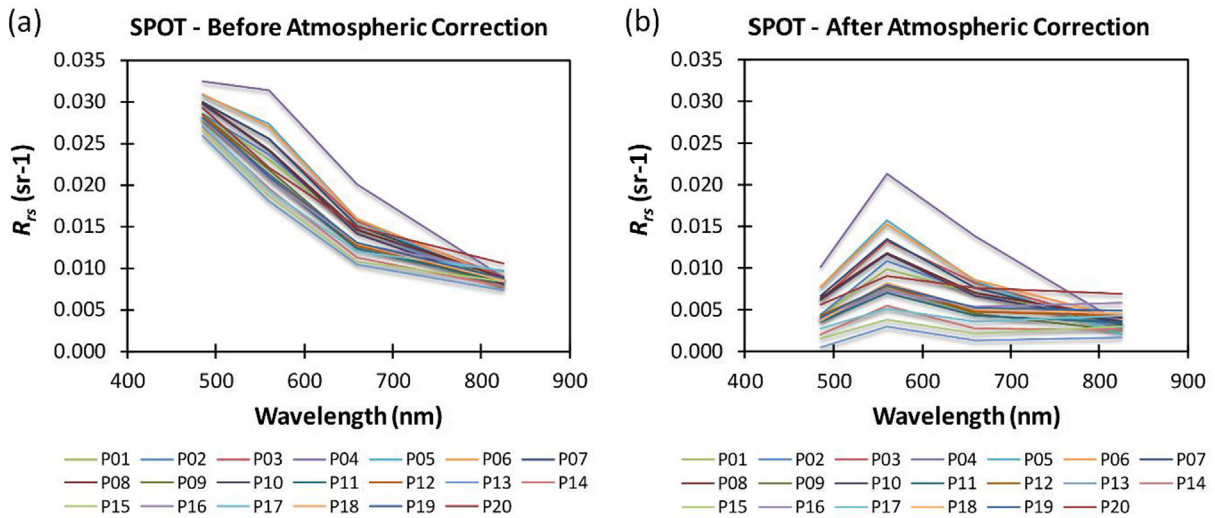 (a)
SPOT - Before Atmospheric Correction
0.035
0.030
0.025
0.020
0.015
0.010
0.005
0.000
Rrs (sr-1)
400 500 600 700 800 900
Wavelength (nm)
P01 P02 P03 P04 P05 P06 P07
P08 P09 P10 P11 P12 P13 P14
P15 P16 P17 P18 P19 P20
(b)
SPOT - After Atmospheric Correction
0.035
0.030
0.025
0.020
0.015
0.010
0.005
0.000
Rrs (sr-1)
400 500 600 700 800 900
Wavelength (nm)
P01 P02 P03 P04 P05 P06 P07
P08 P09 P10 P11 P12 P13 P14
P15 P16 P17 P18 P19 P20